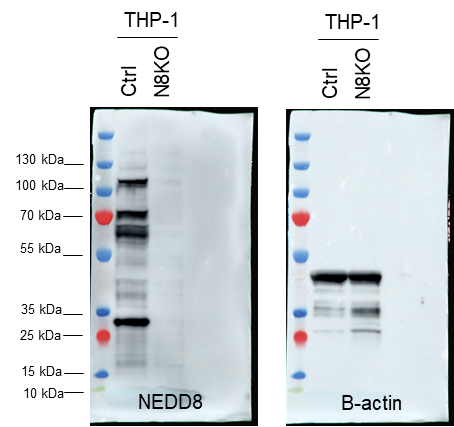 THP-1
Ctrl
N8KO
THP-1
Ctrl
N8KO
130 kDa
100 kDa
70 kDa
55 kDa
35 kDa
25 kDa
15 kDa
10 kDa
NEDD8
B-actin